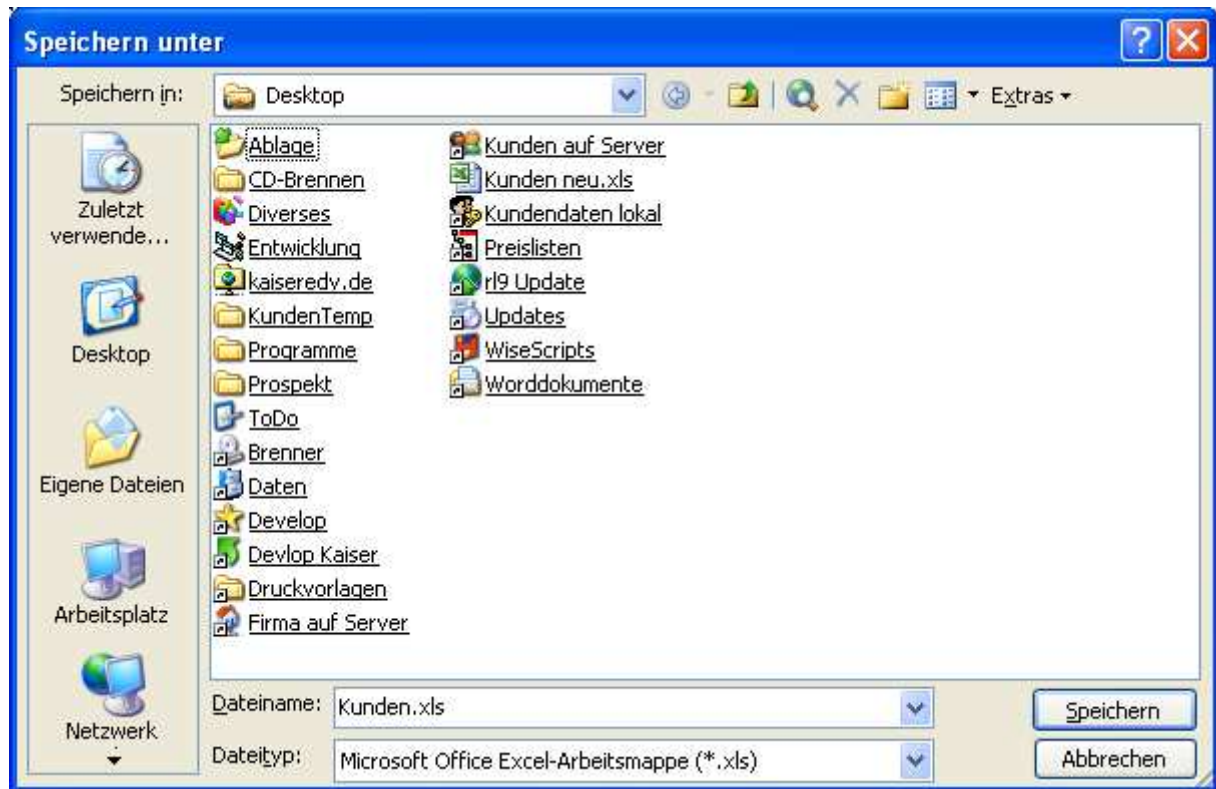 Speichern unter
Speichern in:
Desktop
Extras
Zuletzt
verwende...
Desktop
Eigene Dateien
Arbeitsplatz
Netzwerk
Ablage
CD-Brennen
Diverses
Entwicklung
kaiseredv.de
KundenTemp
Programme
Prospekt
ToDo
Brenner
Daten
Develop
Devlop Kaiser
Druckvorlagen
Firma auf Server
Kunden auf Server
Kunden neu.xls
Kundendaten lokal
Preislisten
rl9 Update
Updates
WiseScripts
Worddokumente
Dateiname:
Kunden.xls
Speichern
Dateityp:
Microsoft Office Excel-Arbeitsmappe (*.xls)
Abbrechen